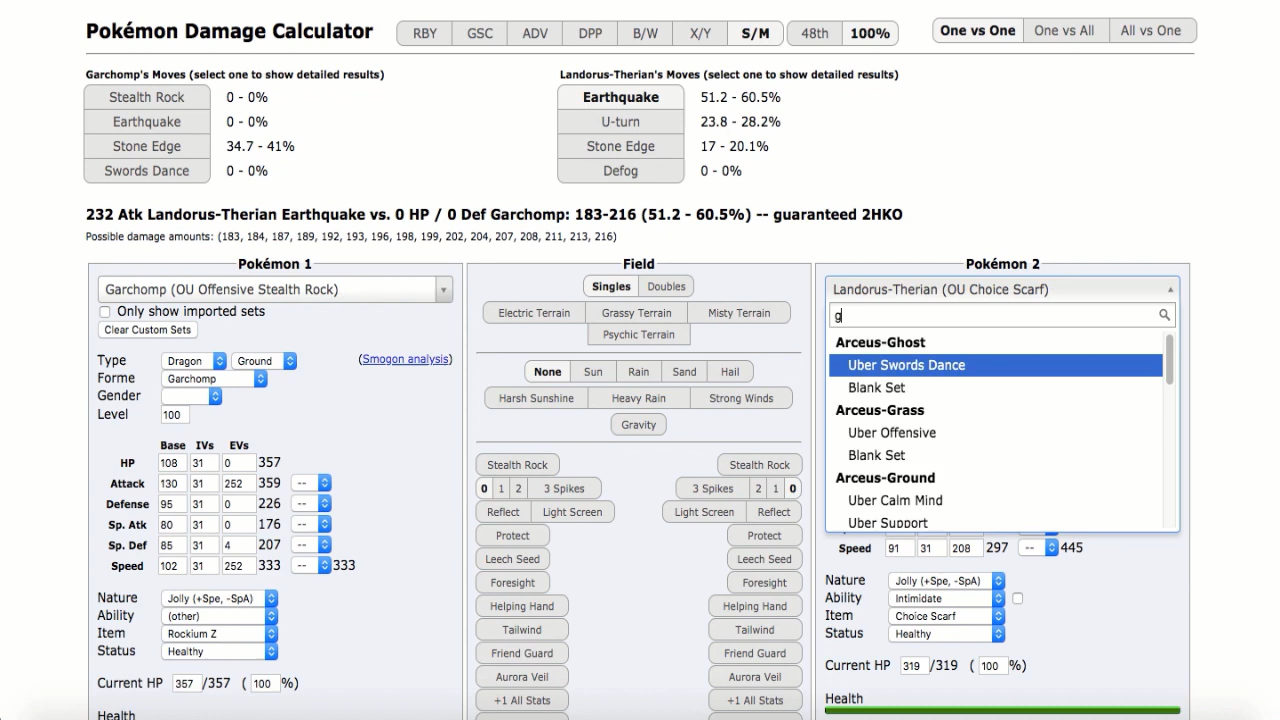 Pokémon Damage Calculator
RBY GSC ADV DPP B/W X/Y S/M 48th 100% One vs One One vs All All vs One
Garchomp's Moves (select one to show detailed results)
Stealth Rock 0 - 0%
Earthquake 0 - 0%
Stone Edge 34.7 - 41%
Swords Dance 0 - 0%
Landorus-Therian's Moves (select one to show detailed results)
Earthquake 51.2 - 60.5%
U-turn 23.8 - 28.2%
Stone Edge 17 - 20.1%
Defog 0 - 0%
232 Atk Landorus-Therian Earthquake vs. 0 HP / 0 Def Garchomp: 183-216 (51.2 - 60.5%) -- guaranteed 2HKO
Possible damage amounts: (183, 184, 187, 189, 192, 193, 196, 198, 199, 202, 204, 207, 208, 211, 213, 216)
Pokémon 1
Garchomp (OU Offensive Stealth Rock)
Only show imported sets
Clear Custom Sets
Type Dragon Ground (Smogon analysis)
Forme Garchomp
Gender
Level 100
Base IVs EVs
HP 108 31 0 357
Attack 130 31 252 359 --
Defense 95 31 0 226 --
Sp. Atk 80 31 0 176 --
Sp. Def 85 31 4 207 --
Speed 102 31 252 333 -- 333
Nature Jolly (+Spe, -SpA)
Ability (other)
Item Rockium Z
Status Healthy
Current HP 357 /357 ( 100 %)
Health
Field
Singles Doubles
Electric Terrain Grassy Terrain Misty Terrain
Psychic Terrain
None Sun Rain Sand Hail
Harsh Sunshine Heavy Rain Strong Winds
Gravity
Stealth Rock Stealth Rock
0 1 2 3 Spikes 3 Spikes 2 1 0
Reflect Light Screen Light Screen Reflect
Protect Protect
Leech Seed Leech Seed
Foresight Foresight
Helping Hand Helping Hand
Tailwind Tailwind
Friend Guard Friend Guard
Aurora Veil Aurora Veil
+1 All Stats +1 All Stats
Pokémon 2
Landorus-Therian (OU Choice Scarf)
g
Arceus-Ghost
Uber Swords Dance
Blank Set
Arceus-Grass
Uber Offensive
Blank Set
Arceus-Ground
Uber Calm Mind
Uber Support
Speed 91 31 208 297 -- 445
Nature Jolly (+Spe, -SpA)
Ability Intimidate
Item Choice Scarf
Status Healthy
Current HP 319 /319 ( 100 %)
Health